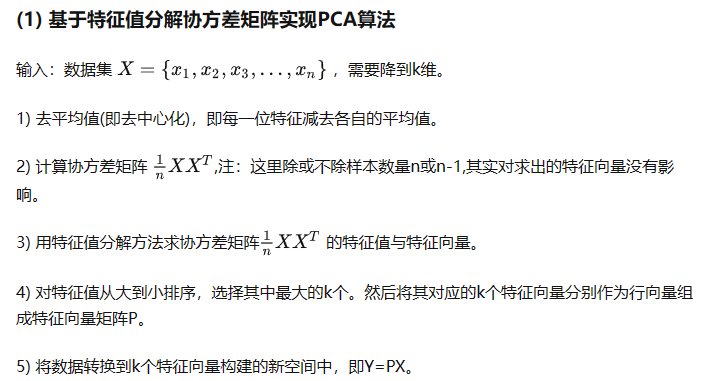 (1) 基于特征值分解协方差矩阵实现PCA算法
输入：数据集 X = {x₁, x₂, x₃, . . . , xₙ} ，需要降到k维。
1) 去平均值(即去中心化)，即每一位特征减去各自的平均值。
2) 计算协方差矩阵 1/n XXᵀ,注：这里除或不除样本数量n或n-1,其实对求出的特征向量没有影
响。
3) 用特征值分解方法求协方差矩阵 1/n XXᵀ 的特征值与特征向量。
4) 对特征值从大到小排序，选择其中最大的k个。然后将其对应的k个特征向量分别作为行向量组
成特征向量矩阵P。
5) 将数据转换到k个特征向量构建的新空间中，即Y=PX。